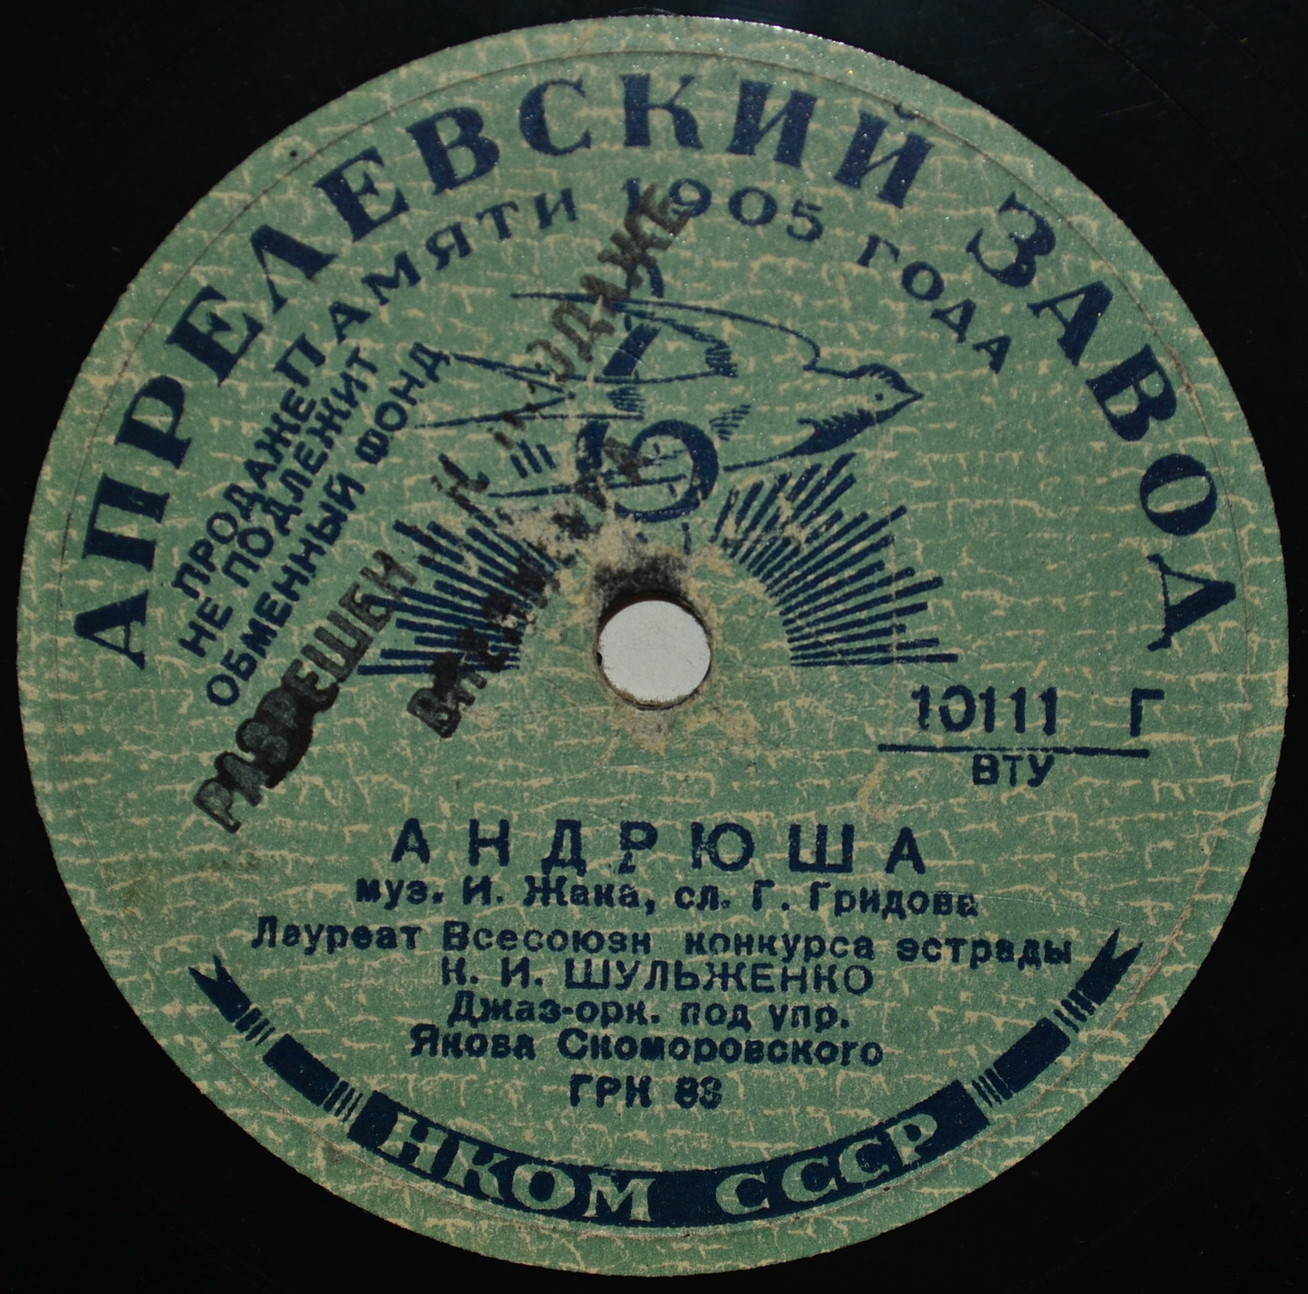 АПРЕЛЕВСКИЙ ЗАВОД
ПАМЯТИ 1905 ГОДА
ПРОДАЖЕ
НЕ ПОДЛЕЖИТ
ОБМЕННЫЙ ФОНД
РАЗРЕШЕН К ПРОДАЖЕ
10111 Г
ВТУ
АНДРЮША
муз. И. Жака, сл. Г. Гридова
Лауреат Всесоюзн конкурса эстрады
К. И. ШУЛЬЖЕНКО
Джаз-орк. под упр.
Якова Скоморовского
ГРК 83
НКОМ СССР